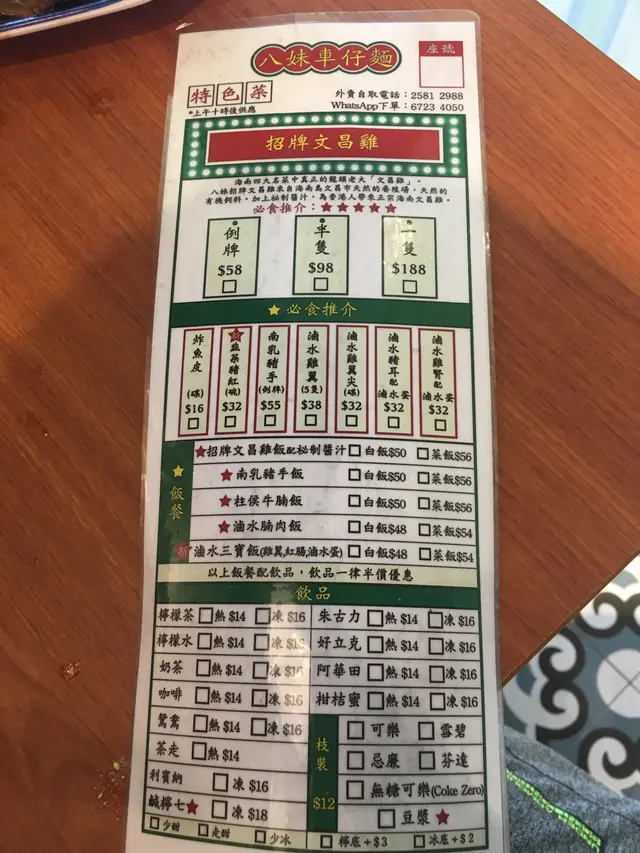 八妹車仔麵
座號
特色菜
*上午十時後供應
外賣自取電話：2581 2988
WhatsApp下單：6723 4050
招牌文昌雞
海南四大名菜中真正的龍頭老大「文昌雞」。
八妹招牌文昌雞來自海南島文昌市天然的養殖場，天然的
有機飼料。加上秘制醬汁，為香港人帶來正宗海南文昌雞。
必食推介：★★★★★
例牌 $58 □
半隻 $98 □
一隻 $188 □
★必食推介
炸魚皮 (碟) $16 □
★韭菜豬紅 (碗) $32 □
南乳豬手 (例牌) $55 □
滷水雞翼 (5隻) $38 □
滷水雞翼尖 (碟) $32 □
滷水豬耳配滷水蛋 $32 □
滷水雞腎配滷水蛋 $32 □
★飯餐
★招牌文昌雞飯配祕制醬汁 □白飯$50 □菜飯$56
★南乳豬手飯 □白飯$50 □菜飯$56
★柱侯牛腩飯 □白飯$50 □菜飯$56
★滷水腩肉飯 □白飯$48 □菜飯$54
滷水三寶飯(雞翼,紅腸,滷水蛋) □白飯$48 □菜飯$54
以上飯餐配飲品，飲品一律半價優惠
飲品
檸檬茶 □熱 $14 □凍 $16
檸檬水 □熱 $14 □凍 $16
奶茶 □熱 $14 □凍 $16
咖啡 □熱 $14 □凍 $16
鴛鴦 □熱 $14 □凍 $16
茶走 □熱 $14
利賓納 □凍 $16
鹹檸七★ □凍 $18
朱古力 □熱 $14 □凍 $16
好立克 □熱 $14 □凍 $16
阿華田 □熱 $14 □凍 $16
柑桔蜜 □熱 $14 □凍 $16
枝裝 $12
□可樂 □雪碧
□忌廉 □芬達
□無糖可樂(Coke Zero)
□豆漿★
□少甜 □走甜 □少冰 □檸底+$3 □冰底+$2